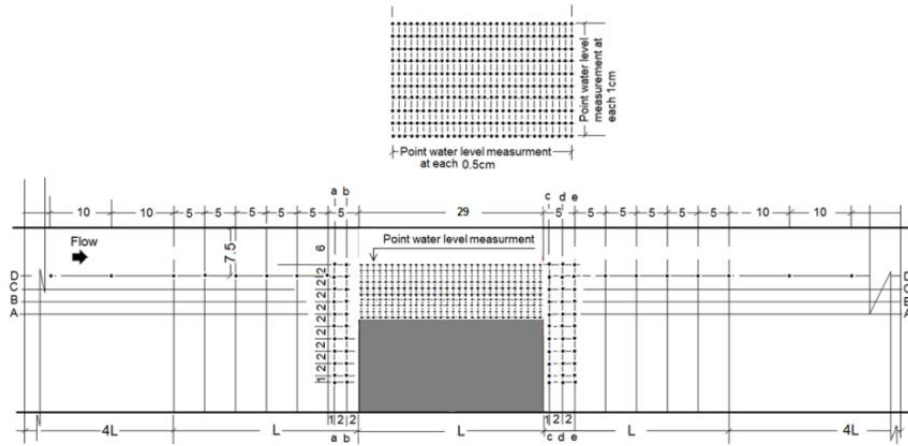 Point water level
measurement at
each 1cm
Point water level measurment
at each 0.5cm
a b c d e
10 10 5 5 5 5 5 5 29 5 5 5 5 5 5 10 10
Flow
7.5
6
Point water level measurment
D D
C C
B B
A A
2
2
2
2
2
2
2
2
1
1 2 2 1 2 2
a b c d e
4L L L L 4L